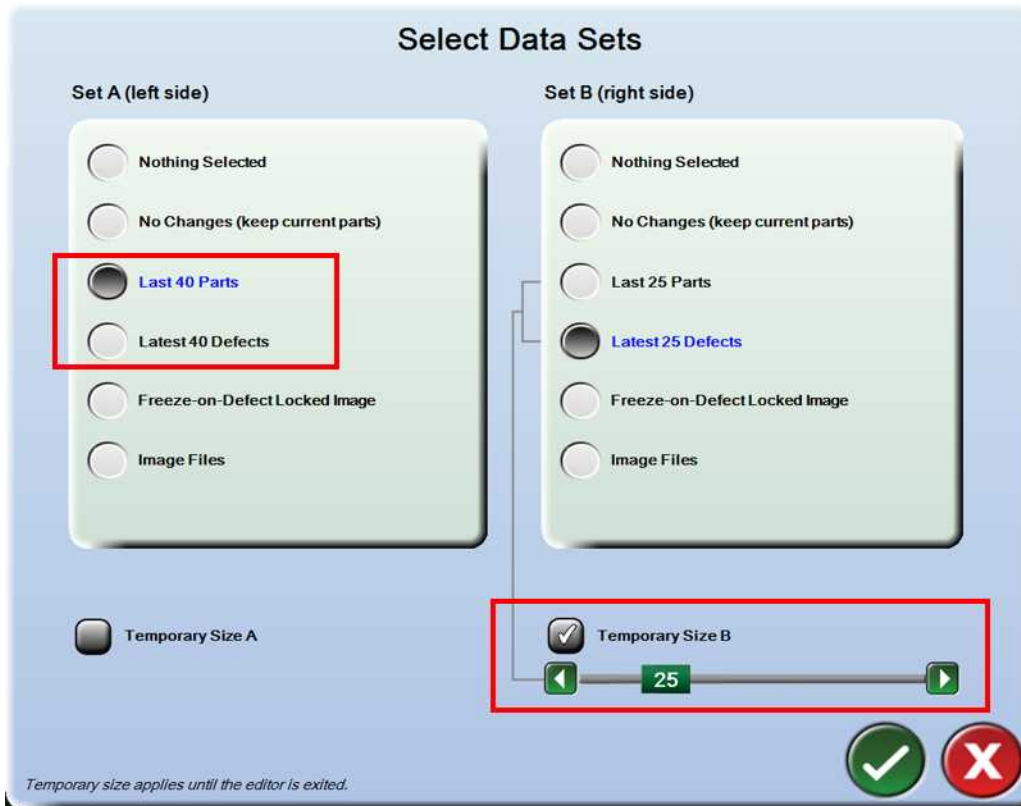 Select Data Sets
Set A (left side)
Nothing Selected
No Changes (keep current parts)
Last 40 Parts
Latest 40 Defects
Freeze-on-Defect Locked Image
Image Files
Temporary Size A
Set B (right side)
Nothing Selected
No Changes (keep current parts)
Last 25 Parts
Latest 25 Defects
Freeze-on-Defect Locked Image
Image Files
Temporary Size B
25
Temporary size applies until the editor is exited.